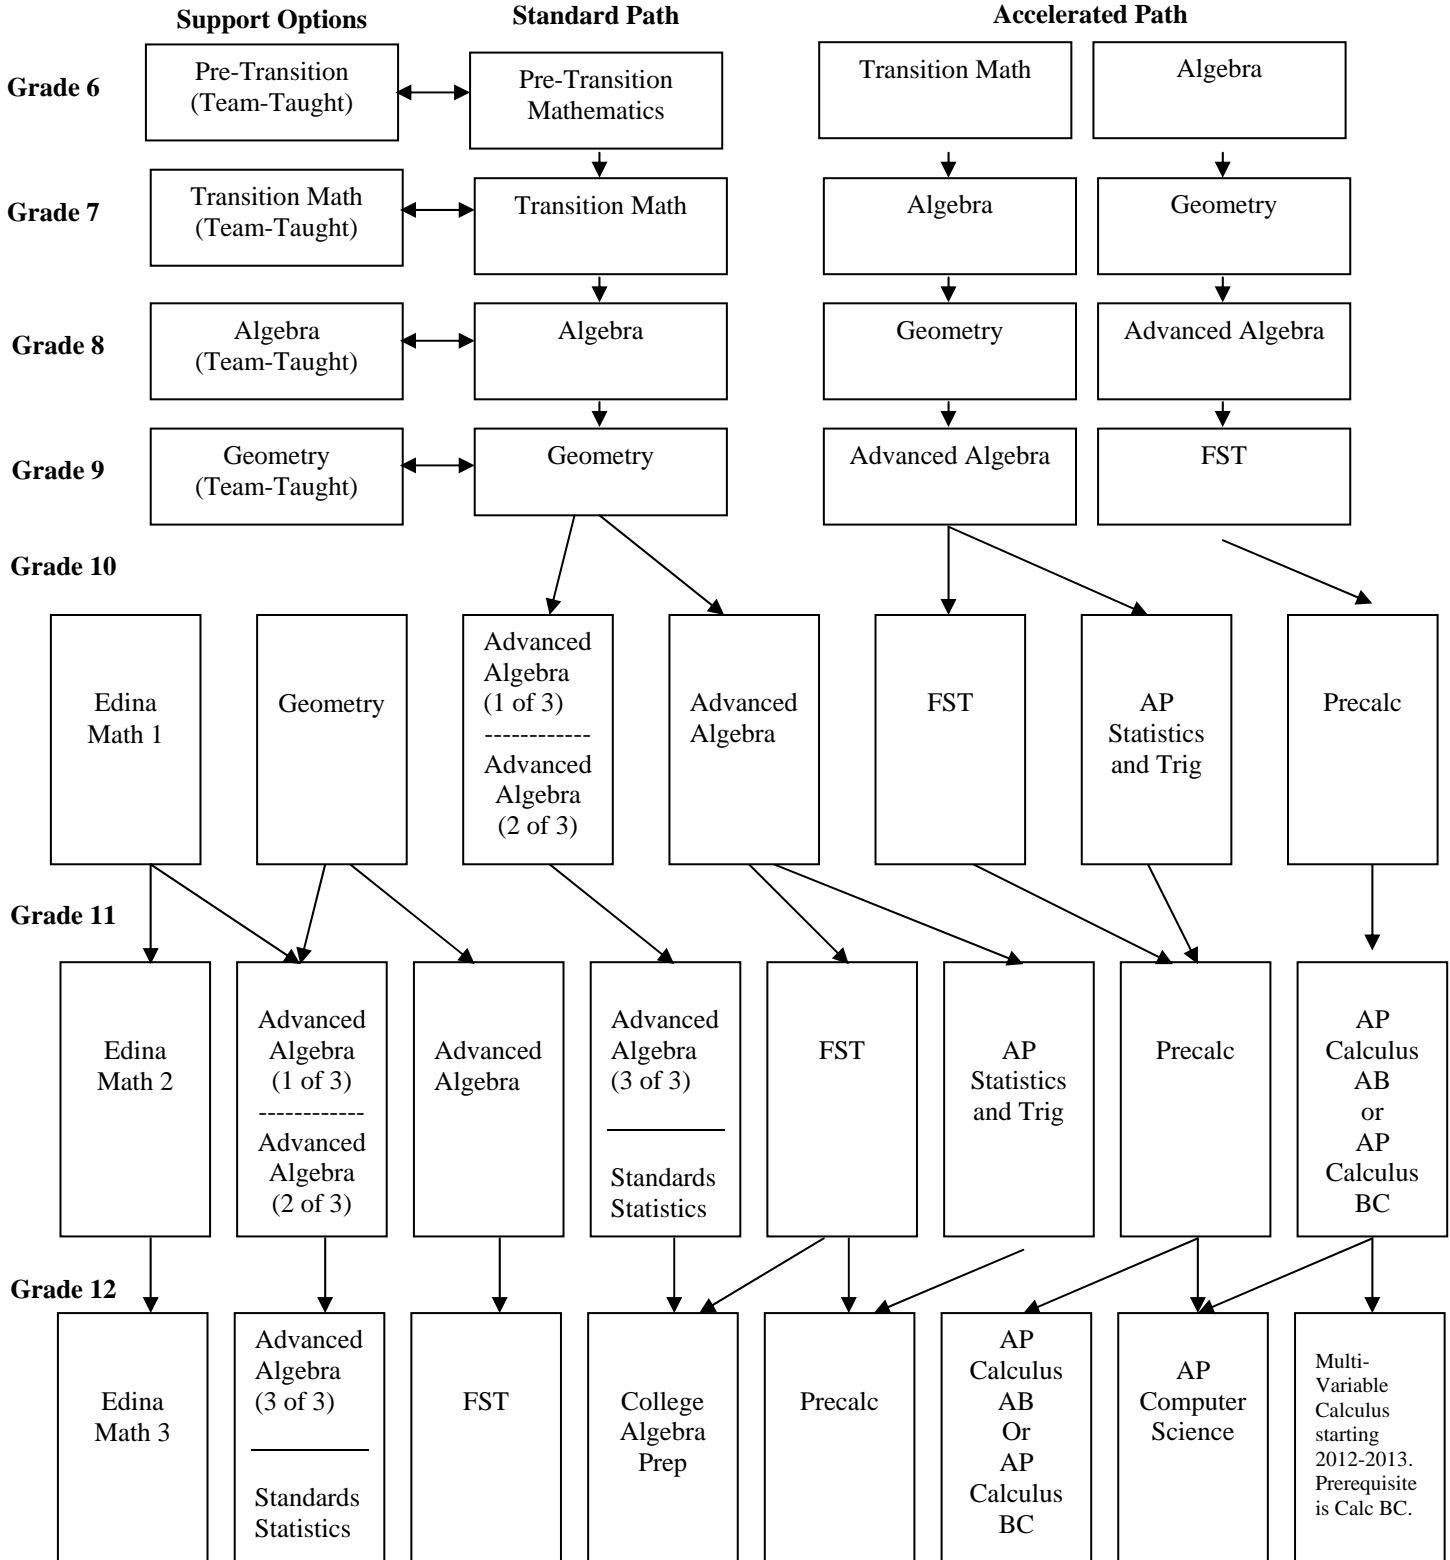 Support Options
Standard Path
Accelerated Path
Grade 6
Pre-Transition
(Team-Taught)
Pre-Transition
Mathematics
Transition Math
Algebra
Grade 7
Transition Math
(Team-Taught)
Transition Math
Algebra
Geometry
Grade 8
Algebra
(Team-Taught)
Algebra
Geometry
Advanced Algebra
Grade 9
Geometry
(Team-Taught)
Geometry
Advanced Algebra
FST
Grade 10
Edina
Math 1
Geometry
Advanced
Algebra
(1 of 3)
------------
Advanced
Algebra
(2 of 3)
Advanced
Algebra
FST
AP
Statistics
and Trig
Precalc
Grade 11
Edina
Math 2
Advanced
Algebra
(1 of 3)
------------
Advanced
Algebra
(2 of 3)
Advanced
Algebra
Advanced
Algebra
(3 of 3)
Standards
Statistics
FST
AP
Statistics
and Trig
Precalc
AP
Calculus
AB
or
AP
Calculus
BC
Grade 12
Edina
Math 3
Advanced
Algebra
(3 of 3)
Standards
Statistics
FST
College
Algebra
Prep
Precalc
AP
Calculus
AB
Or
AP
Calculus
BC
AP
Computer
Science
Multi-
Variable
Calculus
starting
2012-2013.
Prerequisite
is Calc BC.